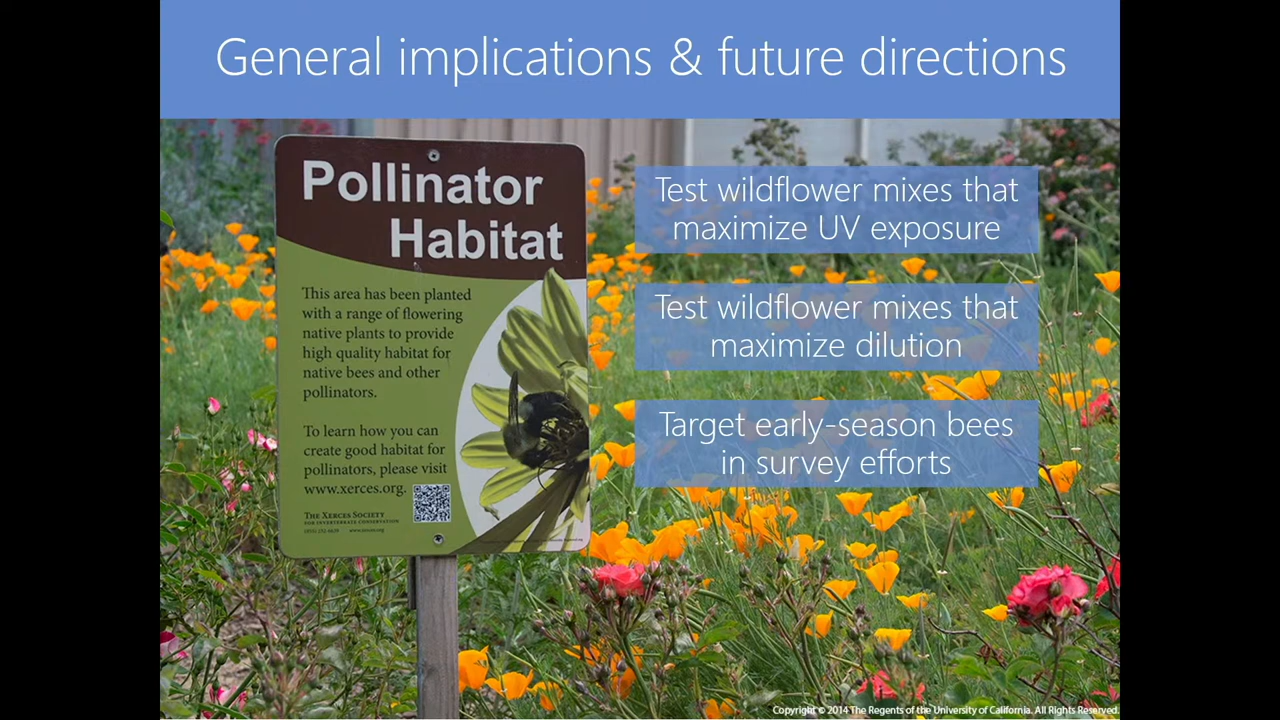 General implications & future directions
Pollinator
Habitat
This area has been planted
with a range of flowering
native plants to provide
high quality habitat for
native bees and other
pollinators.
To learn how you can
create good habitat for
pollinators, please visit
www.xerces.org.
The Xerces Society
for Invertebrate Conservation
www.xerces.org
Test wildflower mixes that
maximize UV exposure
Test wildflower mixes that
maximize dilution
Target early-season bees
in survey efforts
Copyright © 2014 The Regents of the University of California. All Rights Reserved.